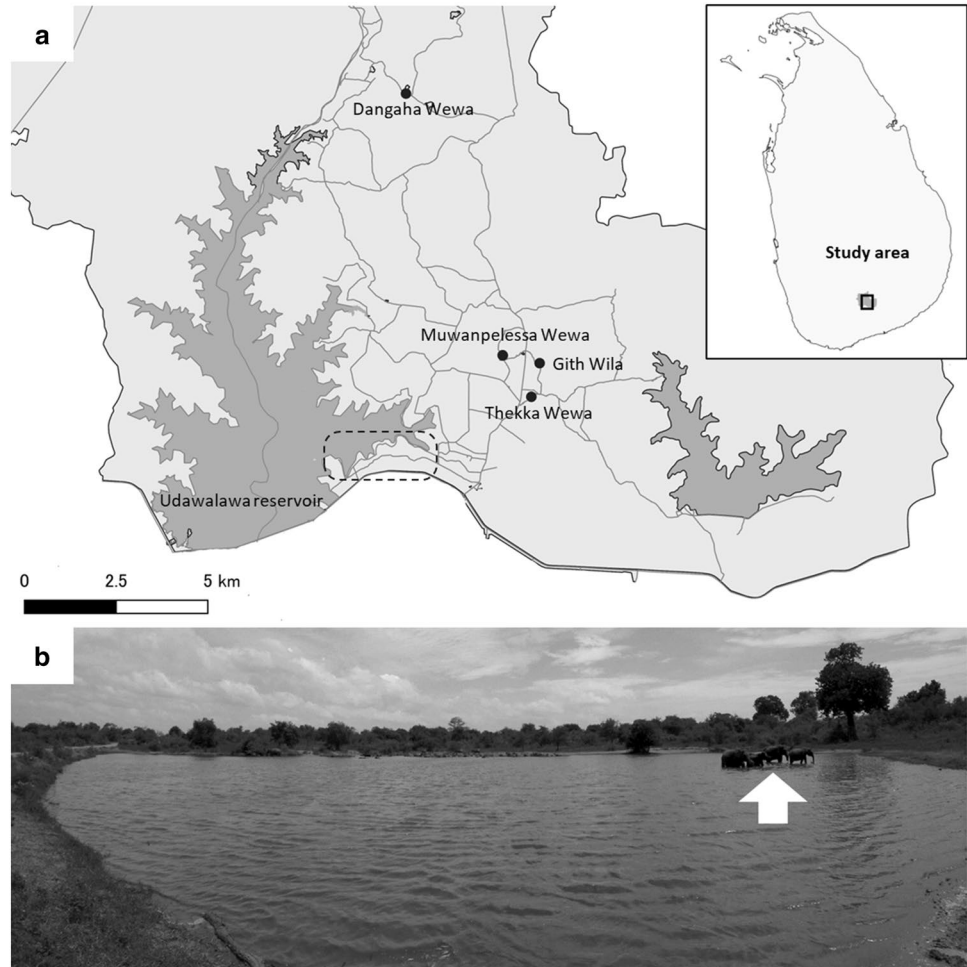 a
Dangaha Wewa
Study area
Muwanpelessa Wewa
Gith Wila
Thekka Wewa
Udawalawa reservoir
0 2.5 5 km
b